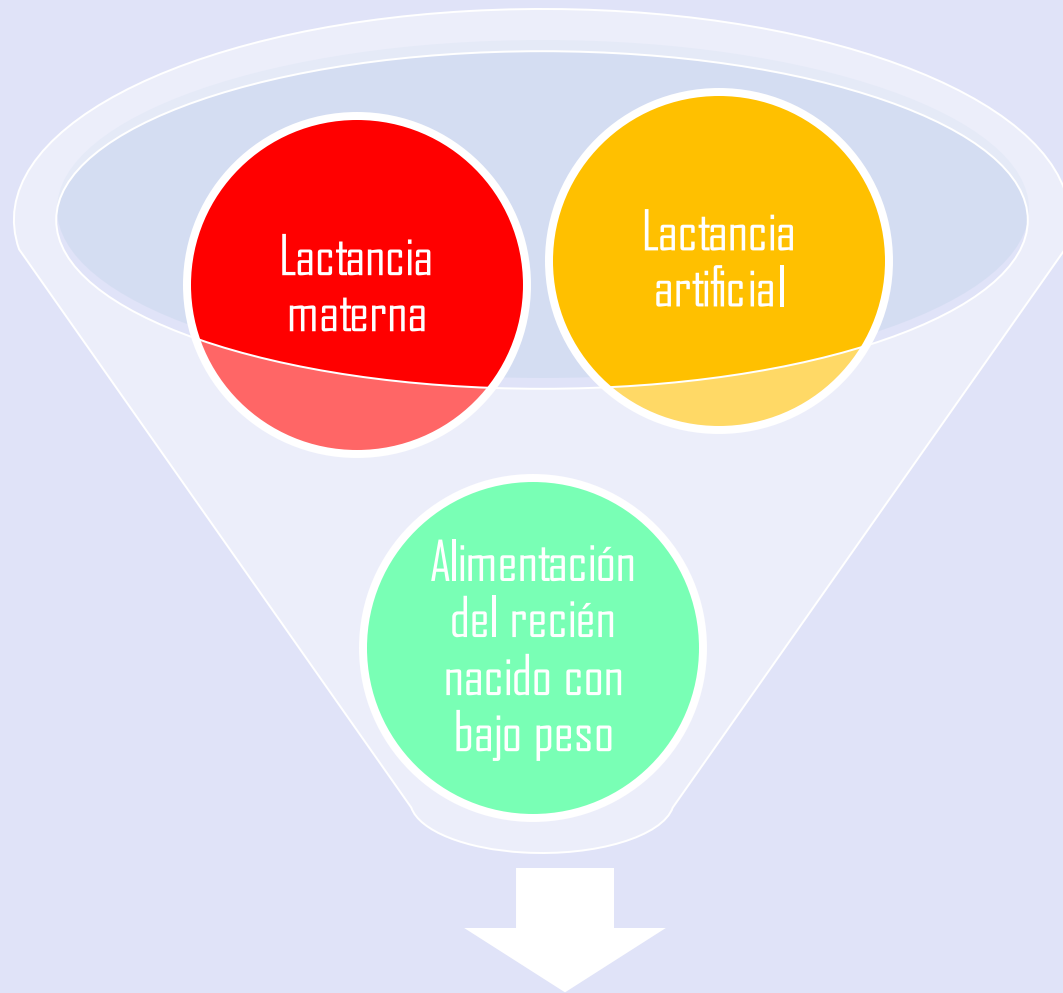 Lactancia
materna
Lactancia
artificial
Alimentación
del recién
nacido con
bajo peso